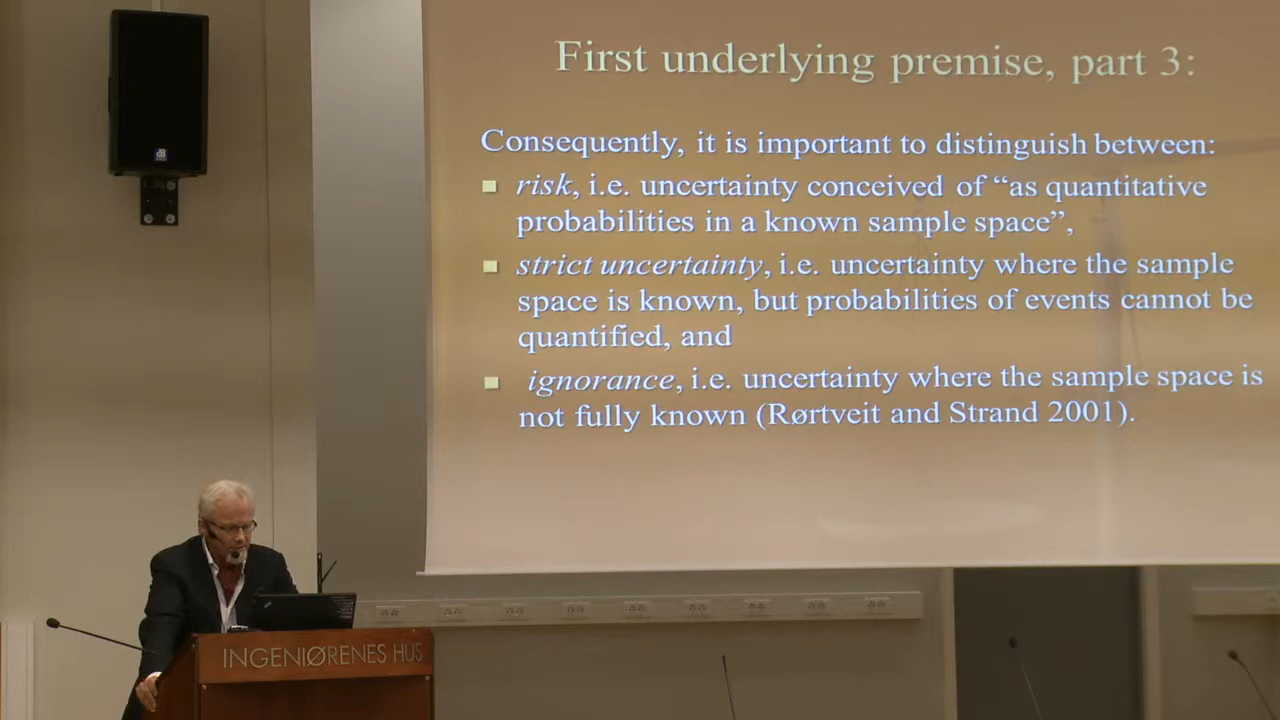 First underlying premise, part 3:
Consequently, it is important to distinguish between:
risk, i.e. uncertainty conceived of “as quantitative
probabilities in a known sample space”,
strict uncertainty, i.e. uncertainty where the sample
space is known, but probabilities of events cannot be
quantified, and
ignorance, i.e. uncertainty where the sample space is
not fully known (Rørtveit and Strand 2001).
INGENIØRENES HUS